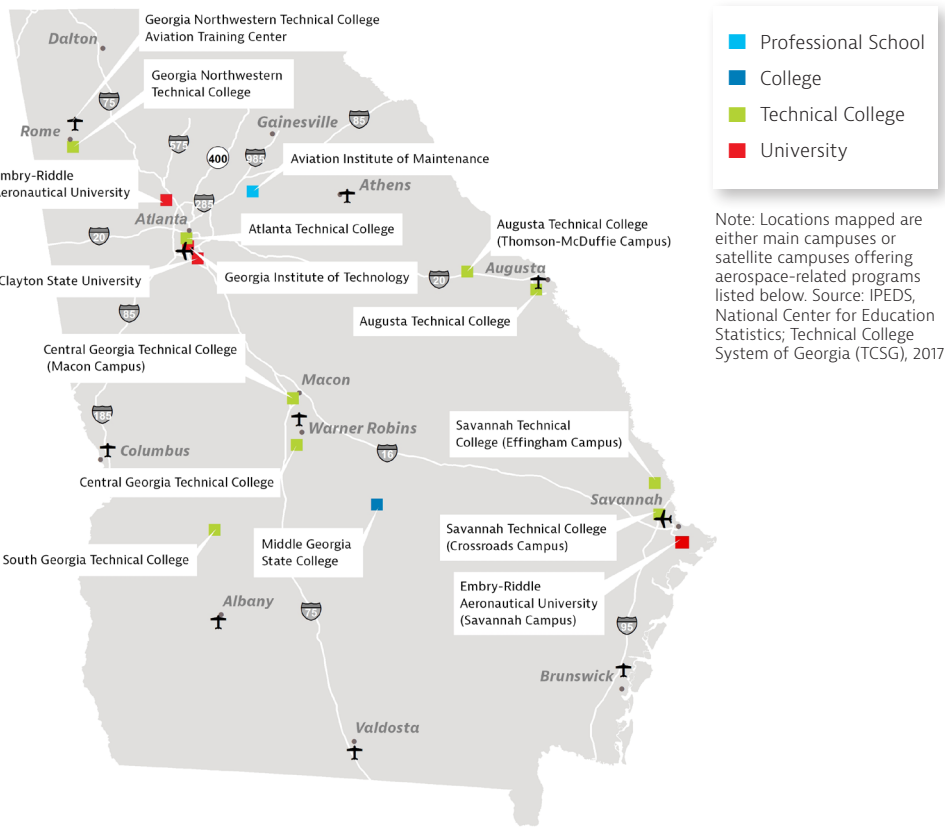 Georgia Northwestern Technical College
Aviation Training Center
Dalton
Georgia Northwestern
Technical College
75
Rome
Gainesville
85
575
400
985
Aviation Institute of Maintenance
Aeronautical University
285
Athens
Atlanta
20
Atlanta Technical College
Augusta Technical College
(Thomson-McDuffie Campus)
Augusta
20
Clayton State University
Georgia Institute of Technology
85
Augusta Technical College
Central Georgia Technical College
(Macon Campus)
Macon
185
Warner Robins
Savannah Technical
College (Effingham Campus)
Columbus
16
Central Georgia Technical College
Savannah
Savannah Technical College
(Crossroads Campus)
Middle Georgia
State College
South Georgia Technical College
Embry-Riddle
Aeronautical University
(Savannah Campus)
Albany
75
95
Brunswick
Valdosta
Professional School
College
Technical College
University
Note: Locations mapped are
either main campuses or
satellite campuses offering
aerospace-related programs
listed below. Source: IPEDS,
National Center for Education
Statistics; Technical College
System of Georgia (TCSG), 2017